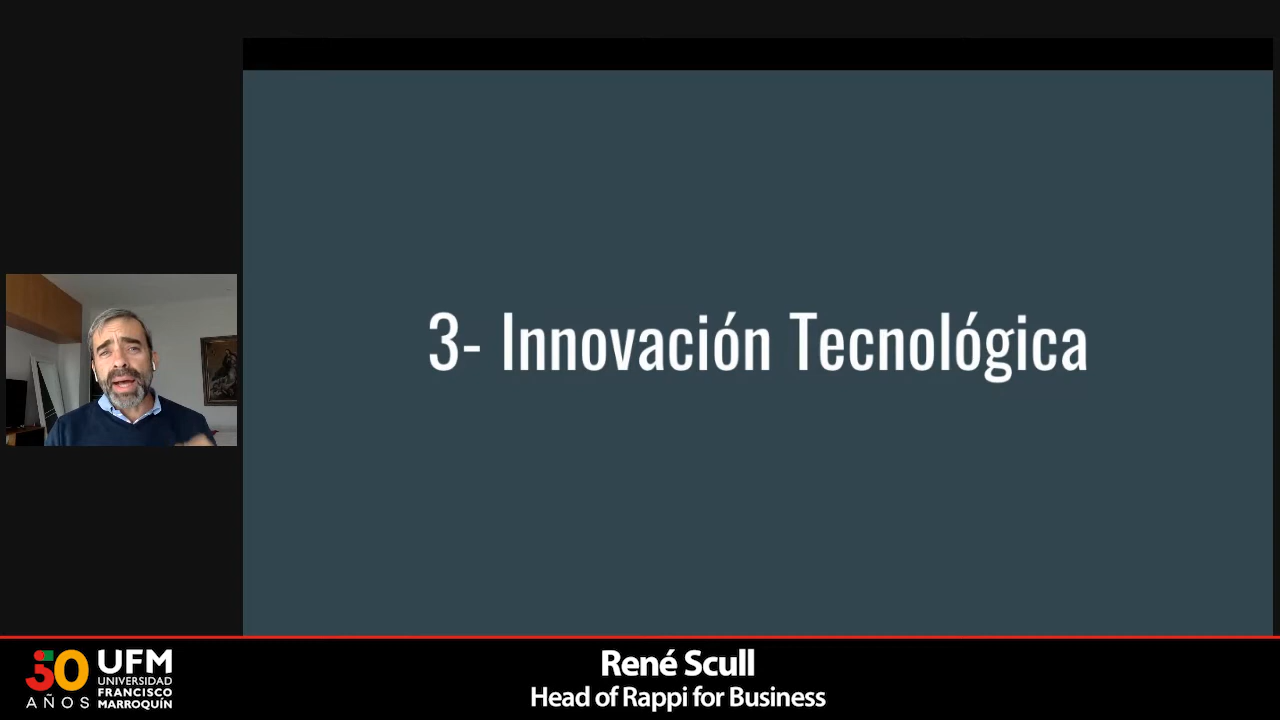 3- Innovación Tecnológica
50
AÑOS
UFM
UNIVERSIDAD
FRANCISCO
MARROQUÍN
René Scull
Head of Rappi for Business